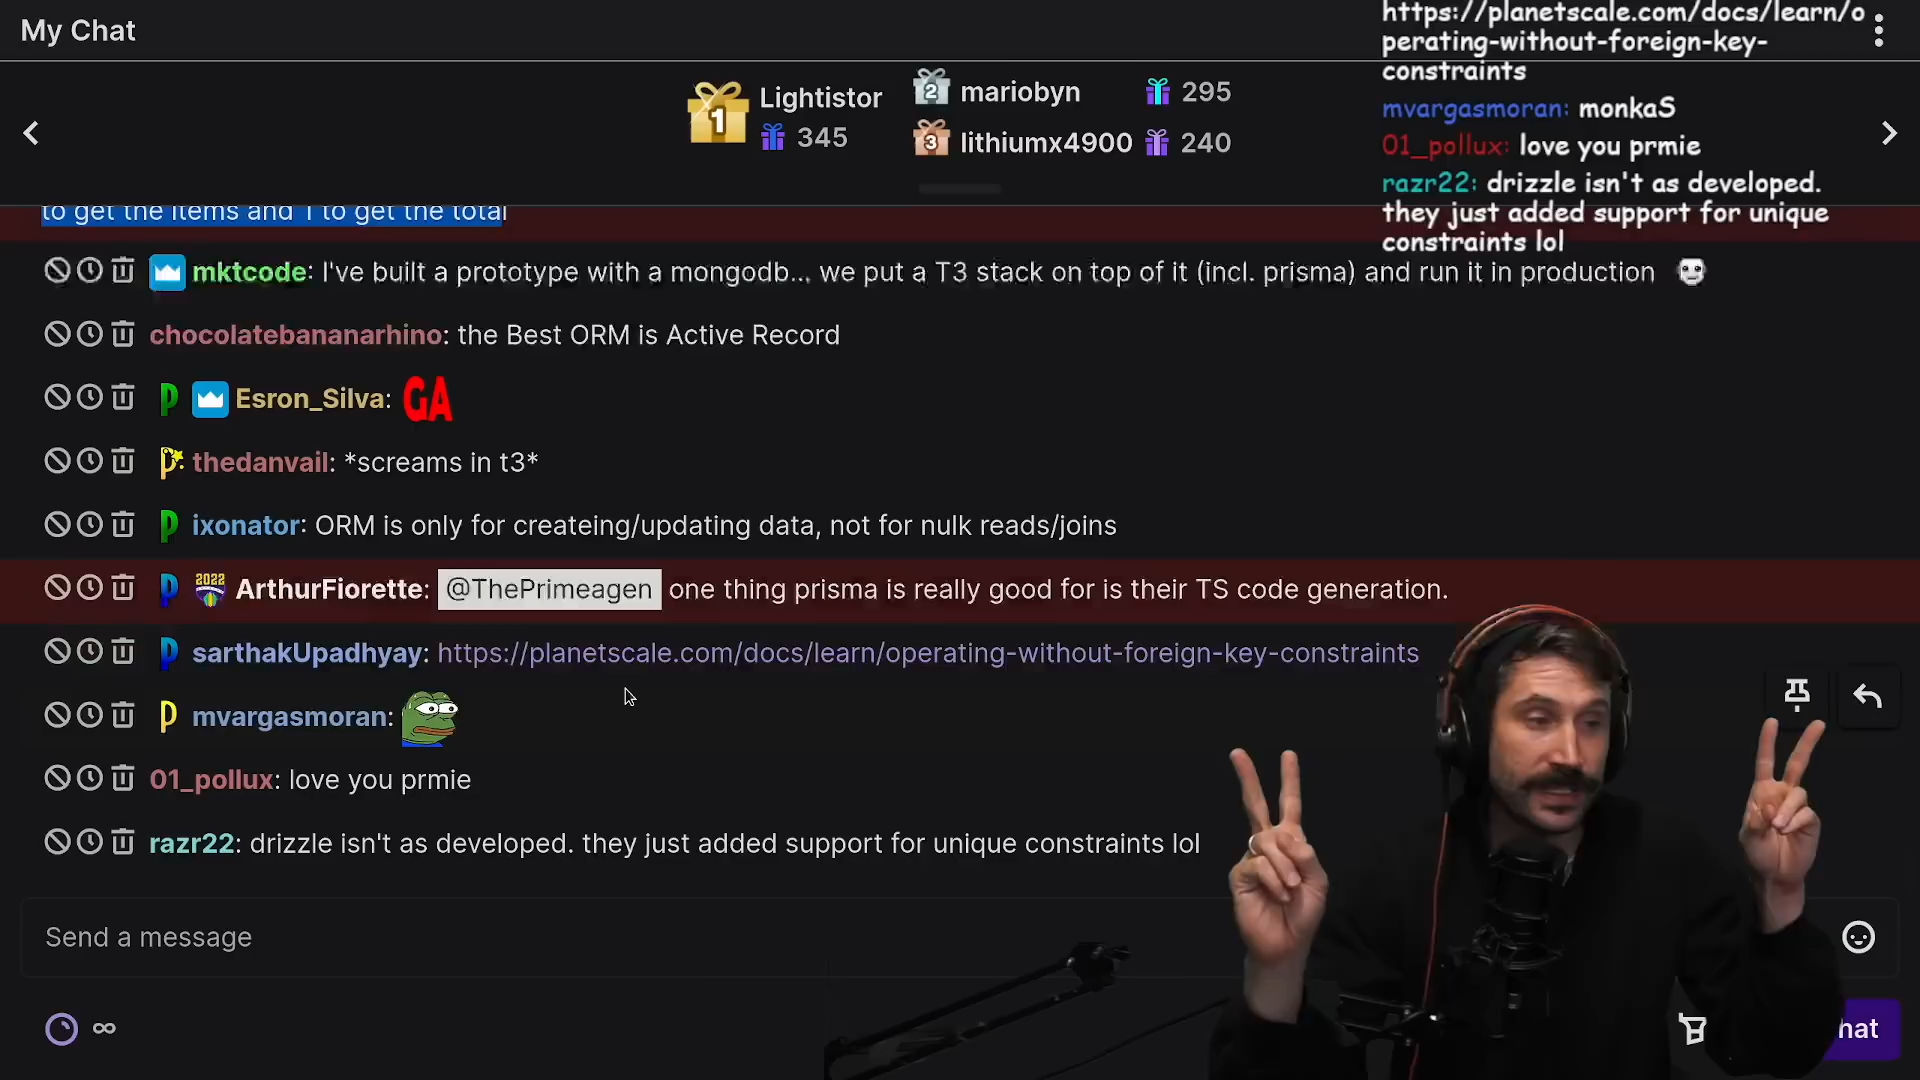 My Chat
Lightistor
345
2
mariobyn
295
1
3
lithiumx4900
240
https://planetscale.com/docs/learn/o
perating-without-foreign-key-
constraints
mvargasmoran: monkaS
01_pollux: love you prmie
razr22: drizzle isn't as developed.
they just added support for unique
constraints lol
to get the items and 1 to get the total
mktcode: I've built a prototype with a mongodb... we put a T3 stack on top of it (incl. prisma) and run it in production
chocolatebananarhino: the Best ORM is Active Record
Esron_Silva: GA
thedanvail: *screams in t3*
ixonator: ORM is only for createing/updating data, not for nulk reads/joins
2022 ArthurFiorette: @ThePrimeagen one thing prisma is really good for is their TS code generation.
sarthakUpadhyay: https://planetscale.com/docs/learn/operating-without-foreign-key-constraints
mvargasmoran:
01_pollux: love you prmie
razr22: drizzle isn't as developed. they just added support for unique constraints lol
Send a message
∞
hat